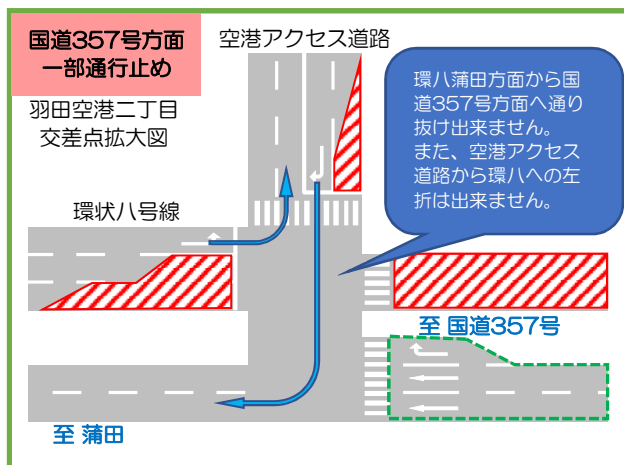 国道357号方面
一部通行止め
空港アクセス道路
羽田空港二丁目
交差点拡大図
環八蒲田方面から国
道357号方面へ通り
抜け出来ません。
また、空港アクセス
道路から環八への左
折は出来ません。
環状八号線
至 国道357号
至 蒲田